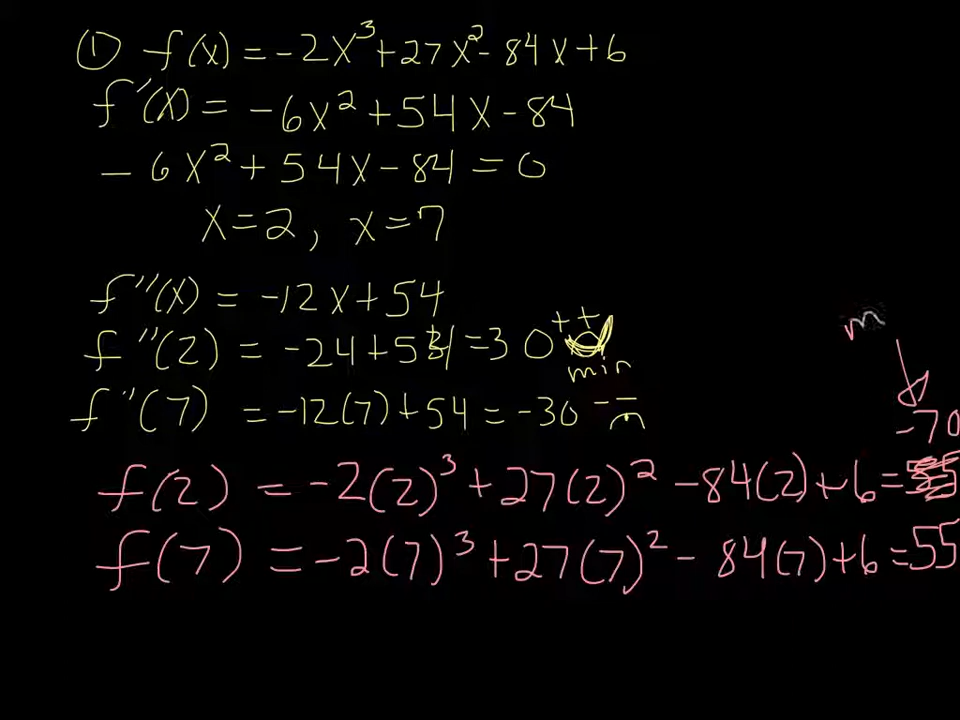 ① f(x) = -2x³+27x²-84x+6
f'(x) = -6x²+54x-84
-6x²+54x-84=0
x=2, x=7
f''(x) = -12x+54
f''(2) = -24+54=30 ++
min
f''(7) = -12(7)+54=-30 --
m
-70
f(2) = -2(2)³+27(2)²-84(2)+6=
f(7) = -2(7)³+27(7)²-84(7)+6=55